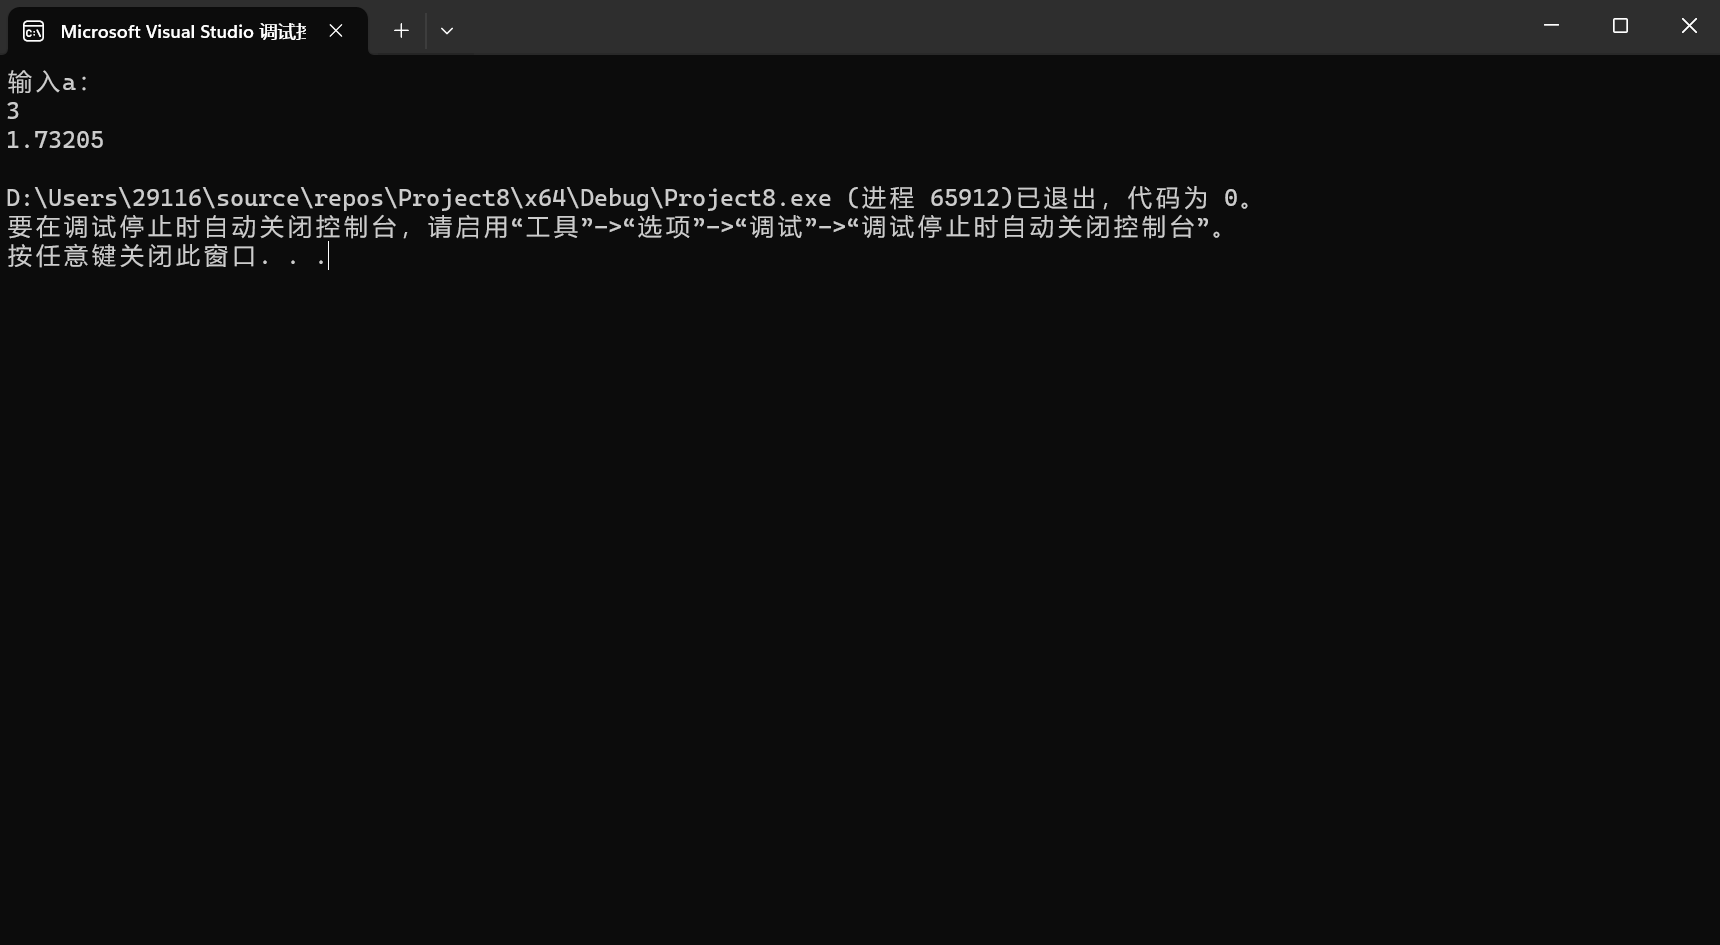 Microsoft Visual Studio 调试控
输入a:
3
1.73205
D:\Users\29116\source\repos\Project8\x64\Debug\Project8.exe (进程 65912)已退出，代码为 0。
要在调试停止时自动关闭控制台，请启用“工具”->“选项”->“调试”->“调试停止时自动关闭控制台”。
按任意键关闭此窗口. . .